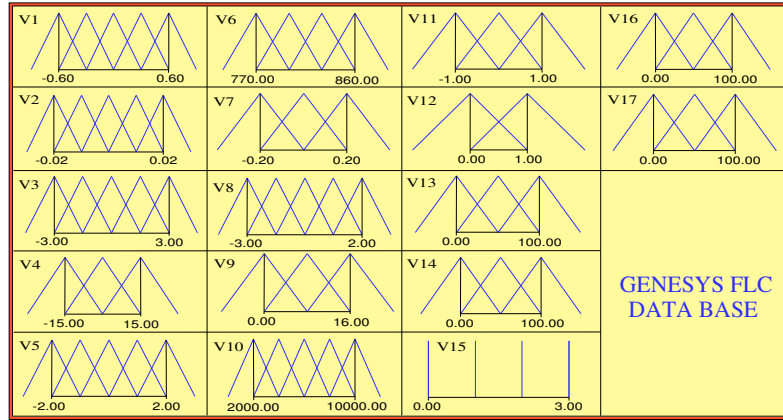 V1
-0.60 0.60
V6
770.00 860.00
V11
-1.00 1.00
V16
0.00 100.00
V2
-0.02 0.02
V7
-0.20 0.20
V12
0.00 1.00
V17
0.00 100.00
V3
-3.00 3.00
V8
-3.00 2.00
V13
0.00 100.00
V4
-15.00 15.00
V9
0.00 16.00
V14
0.00 100.00
GENESYS FLC
DATA BASE
V5
-2.00 2.00
V10
2000.00 10000.00
V15
0.00 3.00